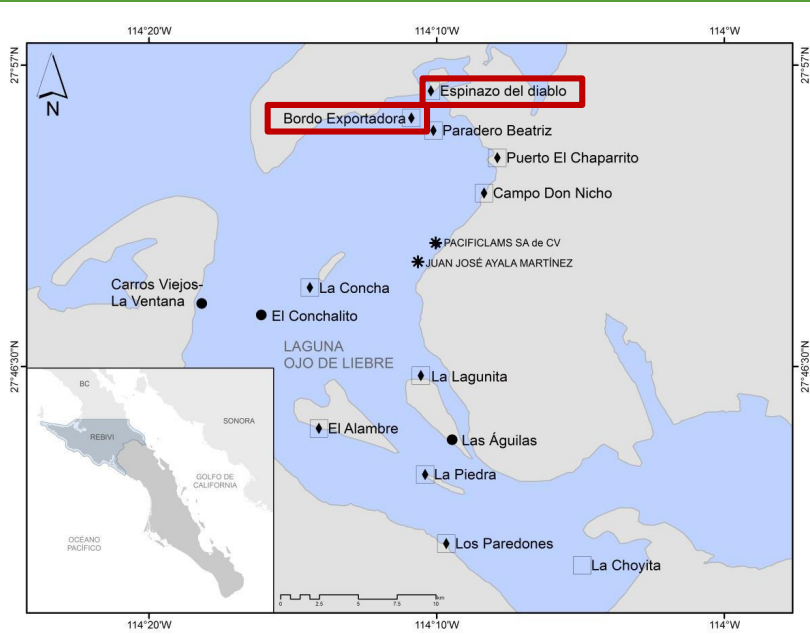 114°20'W
114°10'W
114°W
27°57'N
27°57'N
N
Espinazo del diablo
Bordo Exportadora
Paradero Beatriz
Puerto El Chaparrito
Campo Don Nicho
PACIFICLAMS SA de CV
JUAN JOSÉ AYALA MARTÍNEZ
Carros Viejos-
La Ventana
La Concha
El Conchalito
LAGUNA
OJO DE LIEBRE
27°46'30"N
27°46'30"N
La Lagunita
El Alambre
Las Águilas
La Piedra
Los Paredones
La Choyita
BC
SONORA
REBIVI
GOLFO DE
CALIFORNIA
OCÉANO
PACÍFICO
0 2.5 5 7.5 10
km
114°20'W
114°10'W
114°W